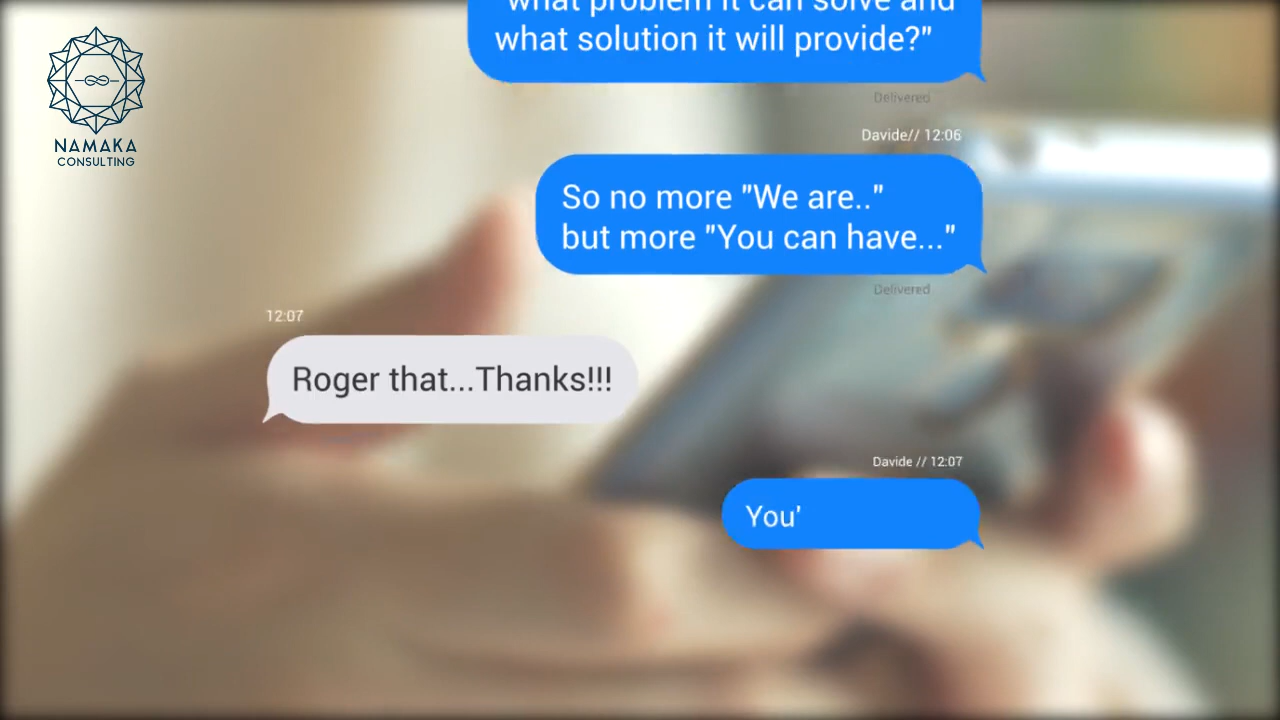 NAMAKA
CONSULTING
"what problem it can solve and
what solution it will provide?"
Delivered
Davide// 12:06
So no more "We are.."
but more "You can have..."
Delivered
12:07
Roger that...Thanks!!!
Davide // 12:07
You'